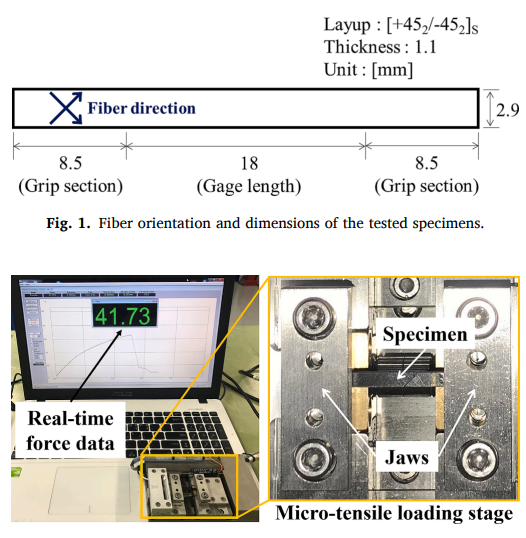 Layup : [+45₂/-45₂]s
Thickness : 1.1
Unit : [mm]
Fiber direction
2.9
8.5 18 8.5
(Grip section) (Gage length) (Grip section)
Fig. 1. Fiber orientation and dimensions of the tested specimens.
41.73
Real-time
force data
Specimen
Jaws
Micro-tensile loading stage